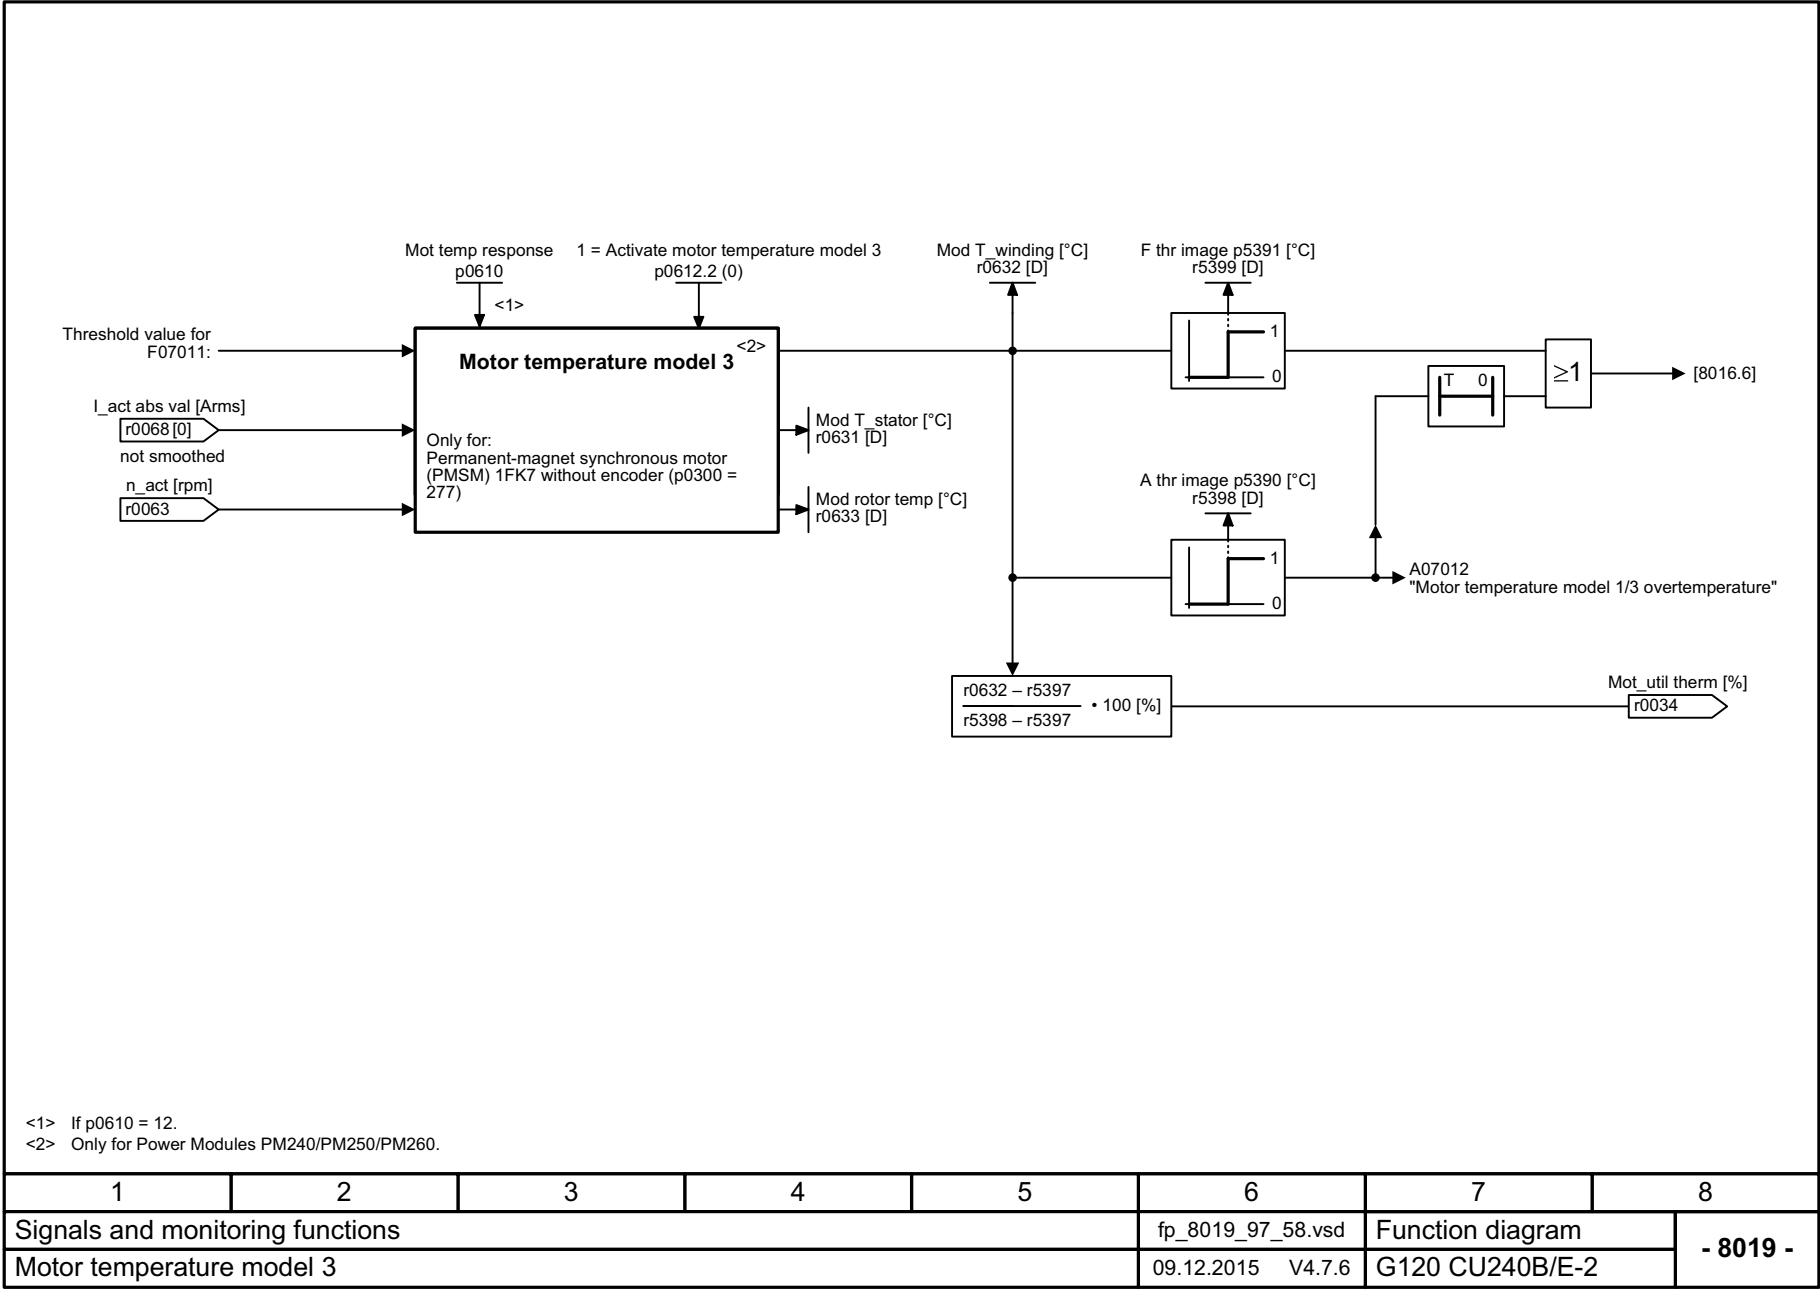 Mot temp response
p0610
<1>
1 = Activate motor temperature model 3
p0612.2 (0)
Mod T_winding [°C]
r0632 [D]
F thr image p5391 [°C]
r5399 [D]
Threshold value for
F07011:
I_act abs val [Arms]
r0068 [0]
not smoothed
n_act [rpm]
r0063
<2>
Motor temperature model 3
Only for:
Permanent-magnet synchronous motor
(PMSM) 1FK7 without encoder (p0300 =
277)
Mod T_stator [°C]
r0631 [D]
Mod rotor temp [°C]
r0633 [D]
1
0
T 0
≥1
[8016.6]
A thr image p5390 [°C]
r5398 [D]
1
0
A07012
"Motor temperature model 1/3 overtemperature"
r0632 – r5397
r5398 – r5397
• 100 [%]
Mot_util therm [%]
r0034
<1> If p0610 = 12.
<2> Only for Power Modules PM240/PM250/PM260.
1 2 3 4 5 6 7 8
Signals and monitoring functions
fp_8019_97_58.vsd
Function diagram
- 8019 -
Motor temperature model 3
09.12.2015 V4.7.6
G120 CU240B/E-2